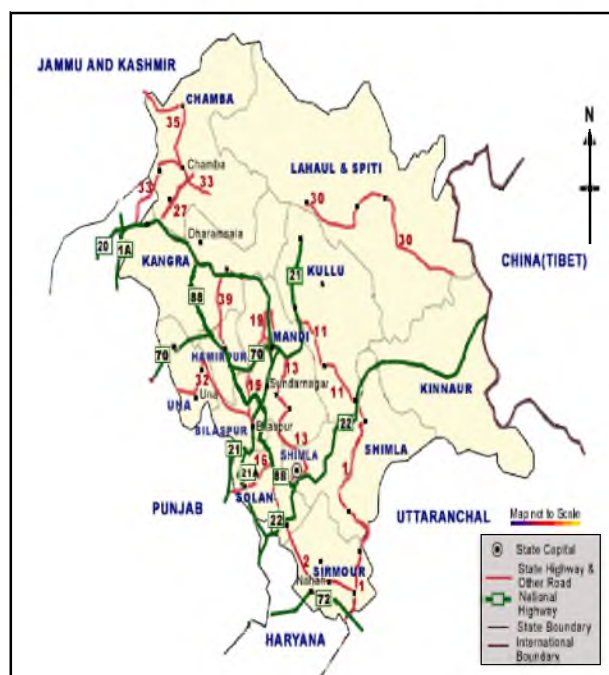 JAMMU AND KASHMIR
CHAMBA
N
35
Chamba
LAHAUL & SPITI
33
33
27
30
30
20
1A
Dharamsala
CHINA(TIBET)
KANGRA
21
KULLU
88
39
19
11
MANDI
70
HAMIRPUR
70
13
KINNAUR
32
15
Sundarnagar
11
Una
UNA
22
BILASPUR
Bilaspur
13
SHIMLA
21
16
SHIMLA
21A
88
1
SOLAN
PUNJAB
UTTARANCHAL
Map not to Scale
22
2
SIRMOUR
Nahan
1
72
HARYANA
State Capital
State Highway &
Other Road
National
Highway
State Boundary
International
Boundary